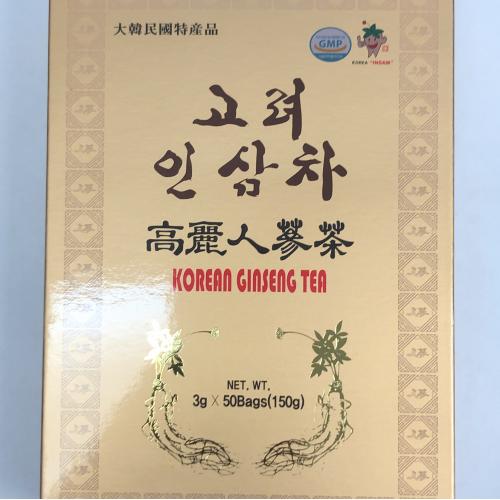 大韓民國特産品
GMP
KOREA "INSAM"
고려
인삼차
高麗人蔘茶
KOREAN GINSENG TEA
NET. WT.
3g X 50Bags(150g)